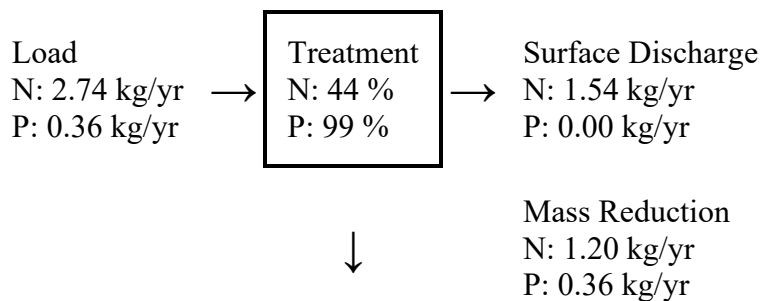 Load
N: 2.74 kg/yr
P: 0.36 kg/yr
→
Treatment
N: 44 %
P: 99 %
→
Surface Discharge
N: 1.54 kg/yr
P: 0.00 kg/yr
↓
Mass Reduction
N: 1.20 kg/yr
P: 0.36 kg/yr